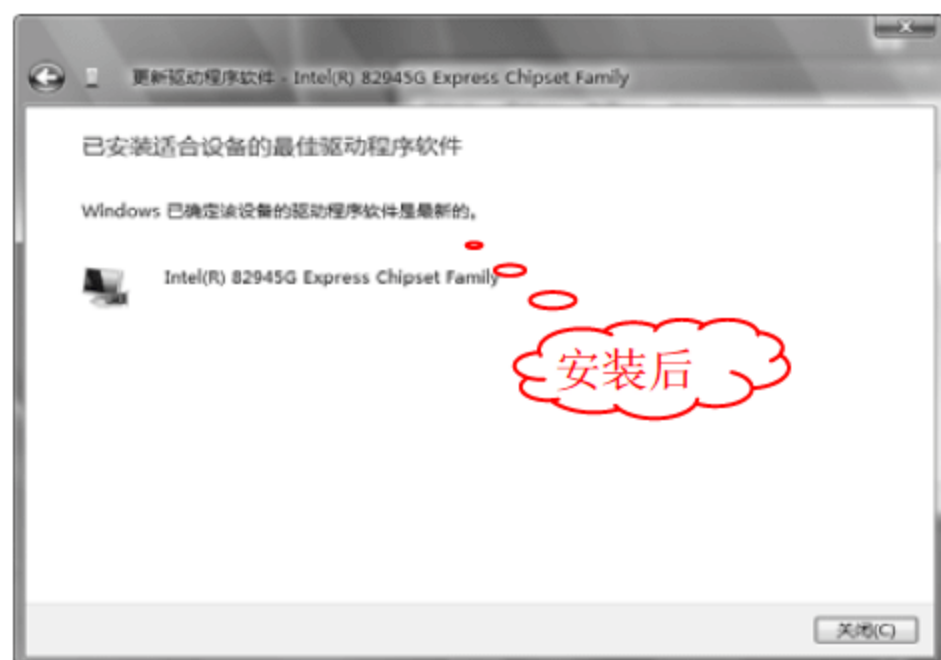 更新驱动程序软件 - Intel(R) 82945G Express Chipset Family
已安装适合设备的最佳驱动程序软件
Windows 已确定该设备的驱动程序软件是最新的。
Intel(R) 82945G Express Chipset Family
安装后
关闭(C)